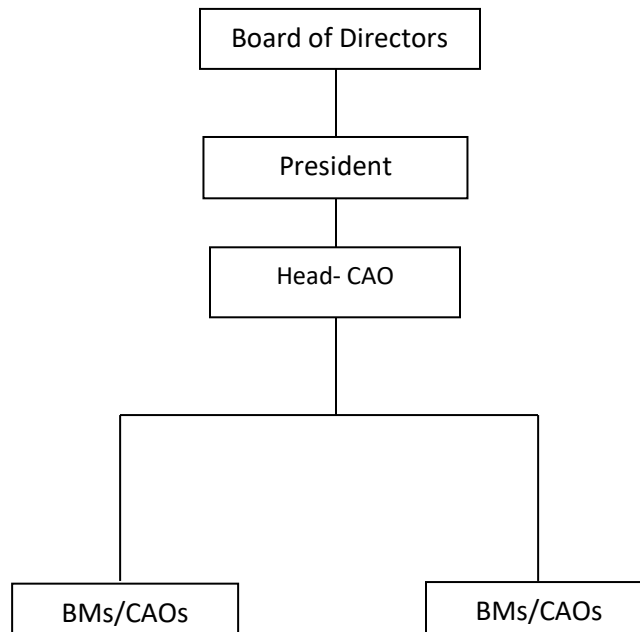 Board of Directors
President
Head- CAO
BMs/CAOs
BMs/CAOs